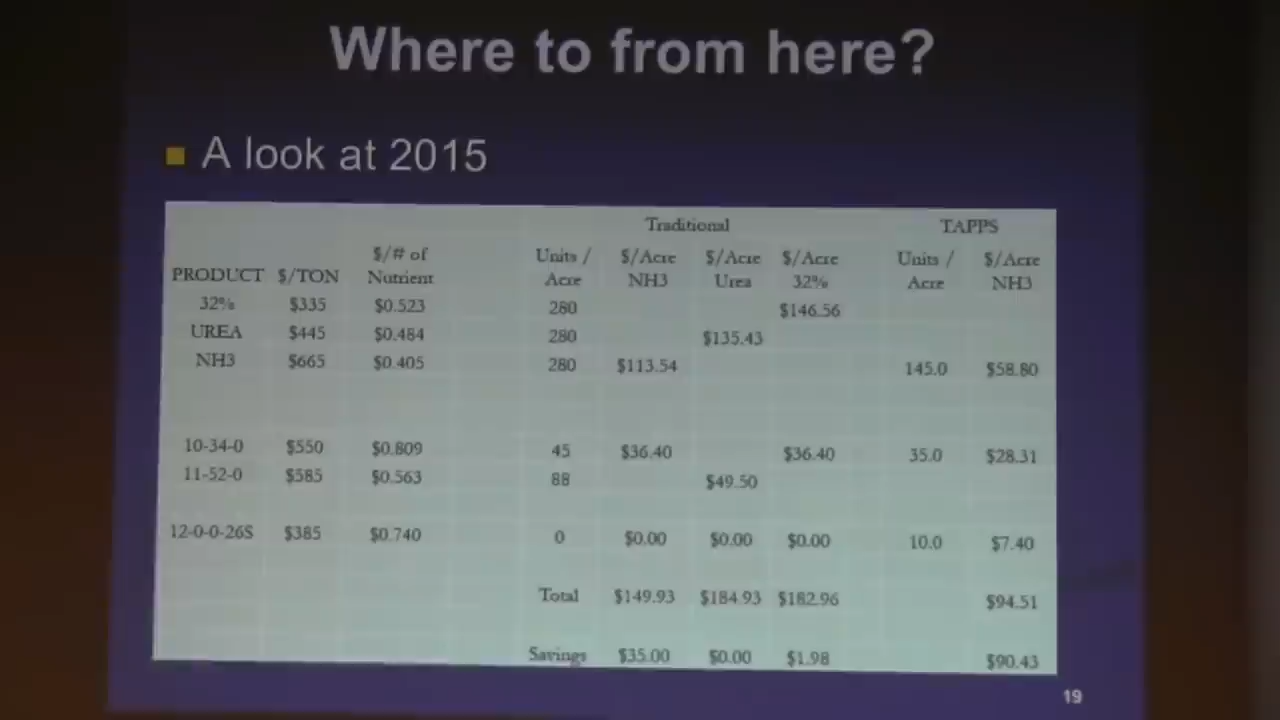 Where to from here?
A look at 2015
Traditional TAPPS
$/# of Units / $/Acre $/Acre $/Acre Units / $/Acre
PRODUCT $/TON Nutrient Acre NH3 Urea 32% Acre NH3
32% $335 $0.523 280 $146.56
UREA $445 $0.484 280 $135.43
NH3 $665 $0.405 280 $113.54 145.0 $58.80
10-34-0 $550 $0.809 45 $36.40 $36.40 35.0 $28.31
11-52-0 $585 $0.563 88 $49.50
12-0-0-26S $385 $0.740 0 $0.00 $0.00 $0.00 10.0 $7.40
Total $149.93 $184.93 $182.96 $94.51
Savings $35.00 $0.00 $1.98 $90.43
19